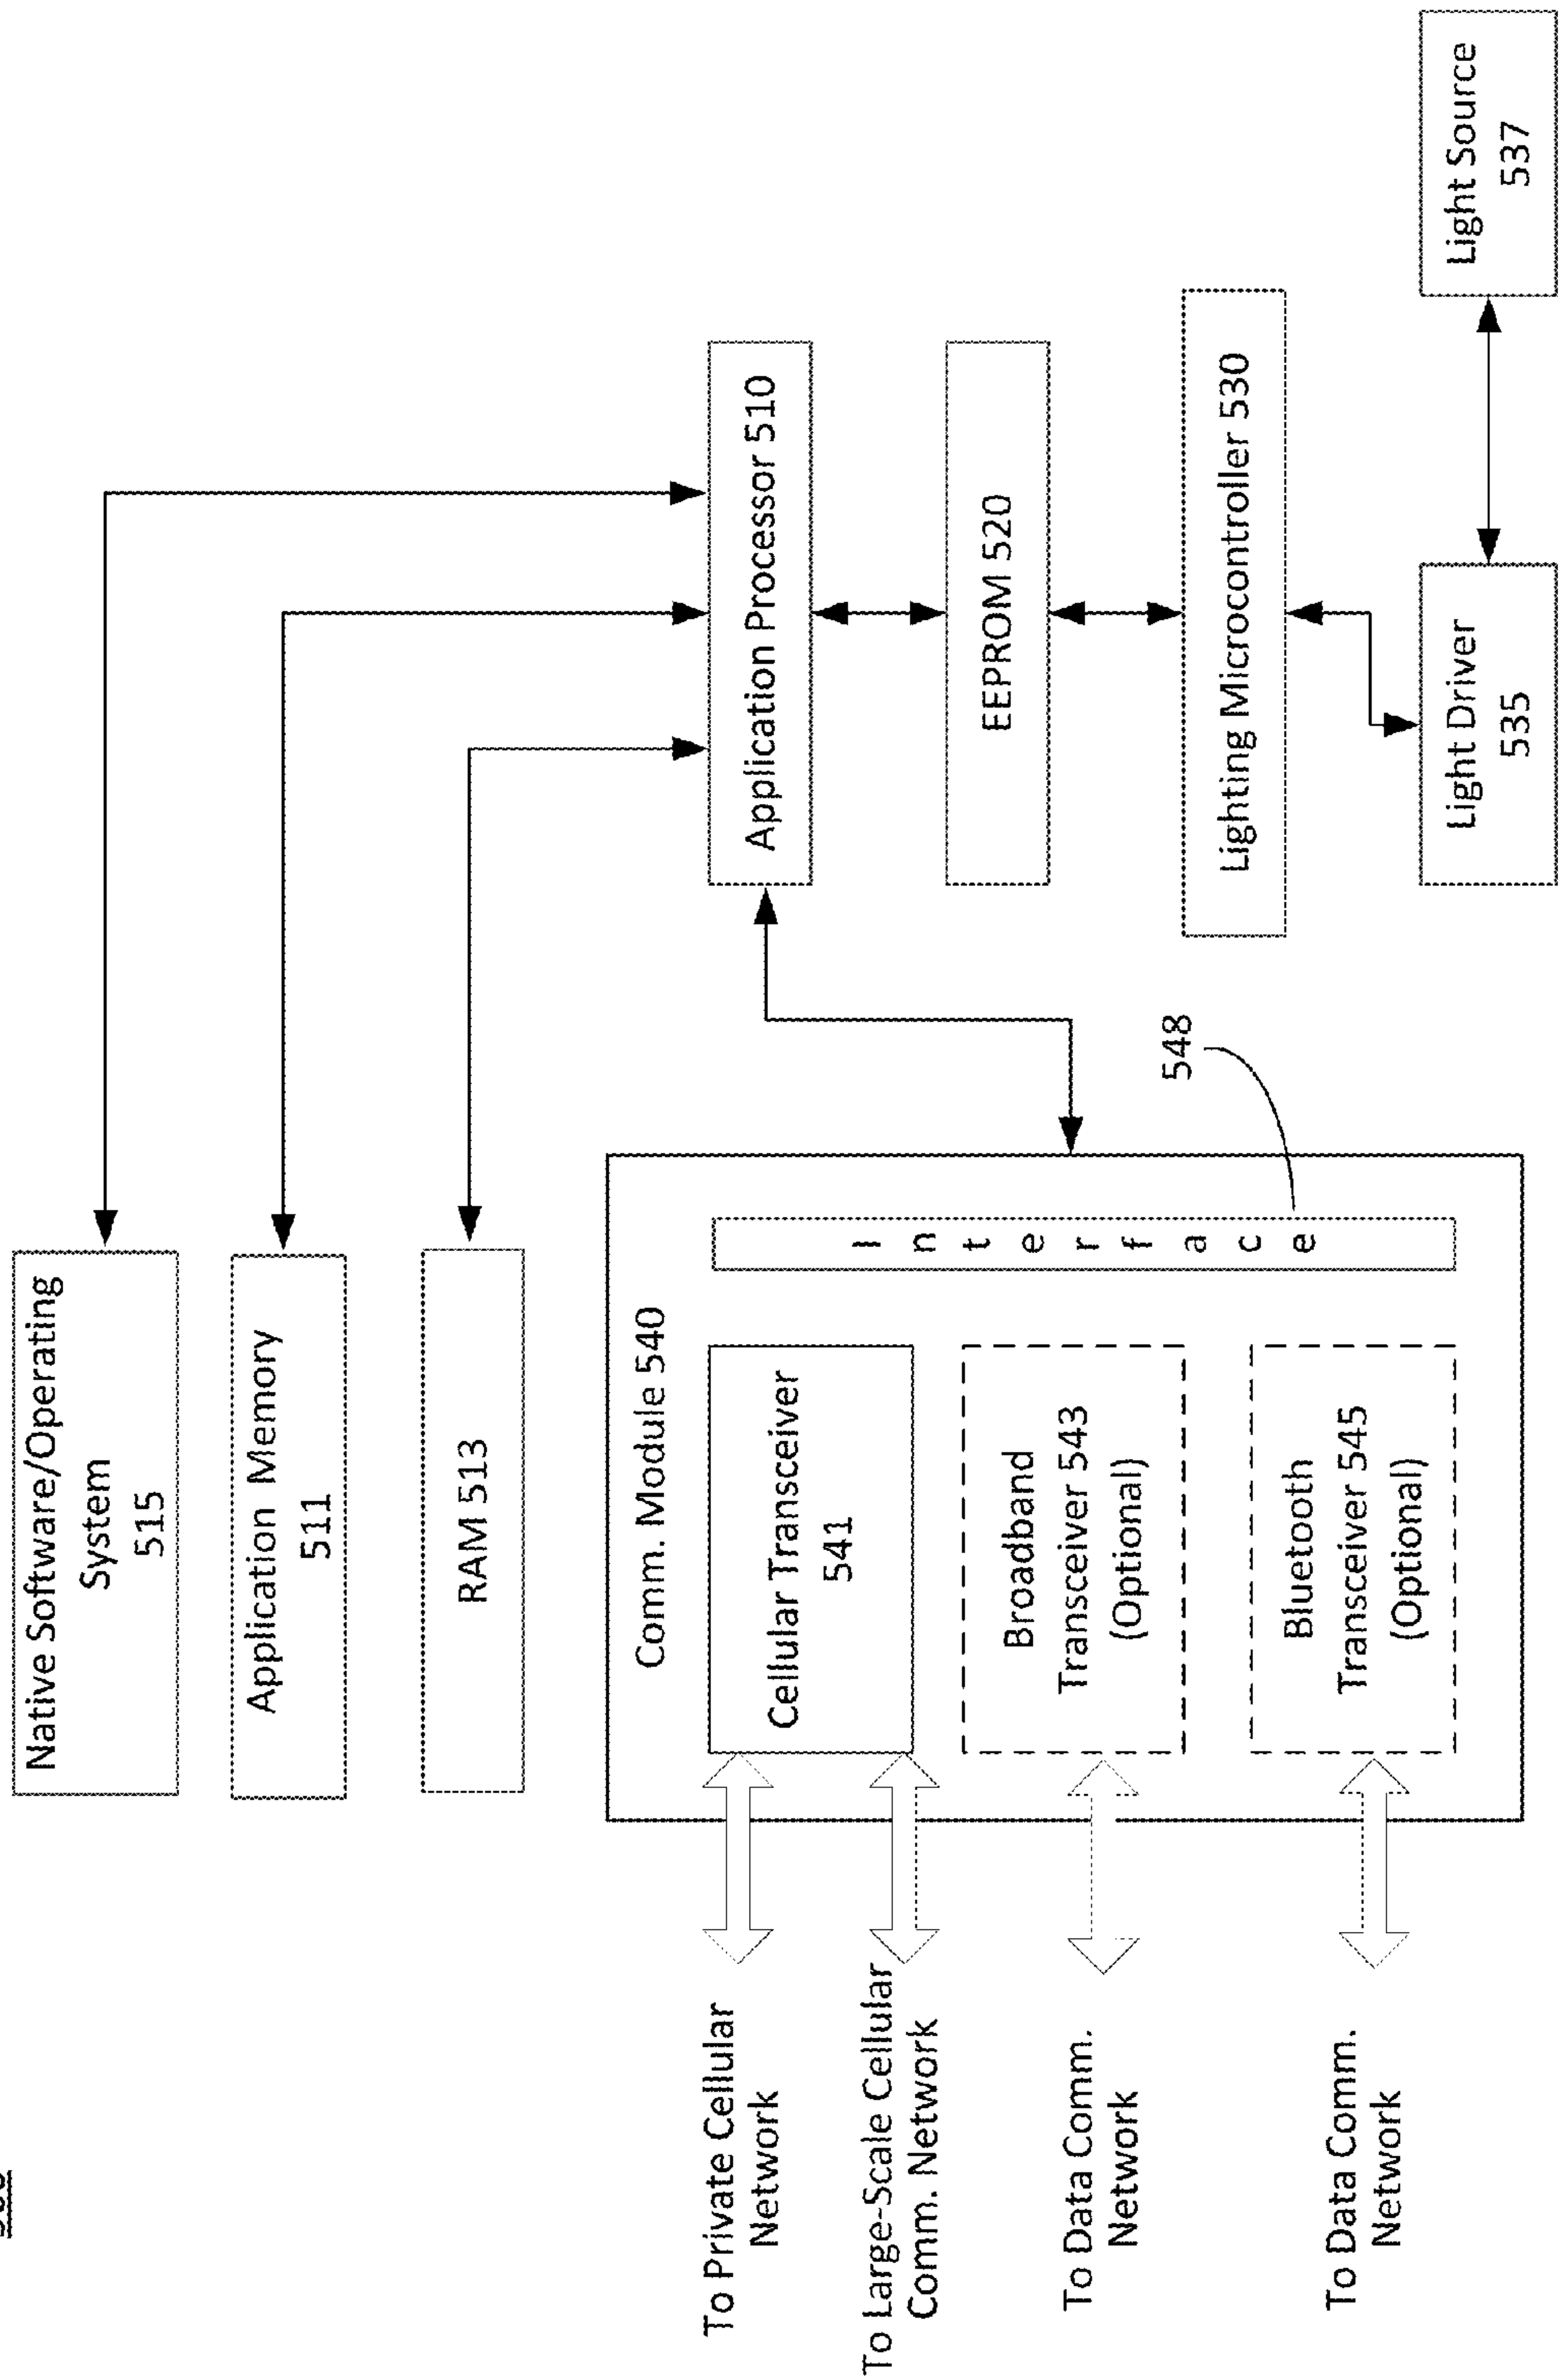 Native Software/Operating
System
515
Application Memory
511
RAM 513
Comm. Module 540
Cellular Transceiver
541
Broadband
Transceiver 543
(Optional)
Bluetooth
Transceiver 545
(Optional)
Interface
548
To Private Cellular
Network
To Large-Scale Cellular
Comm. Network
To Data Comm.
Network
To Data Comm.
Network
Application Processor 510
EEPROM 520
Lighting Microcontroller 530
Light Driver
535
Light Source
537